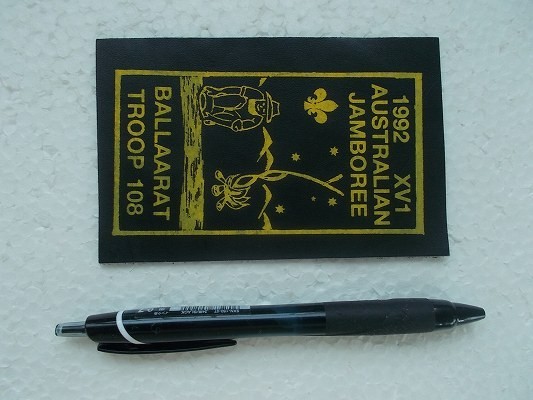 1992 XV1
AUSTRALIAN
JAMBOREE
BALLAARAT
TROOP 108